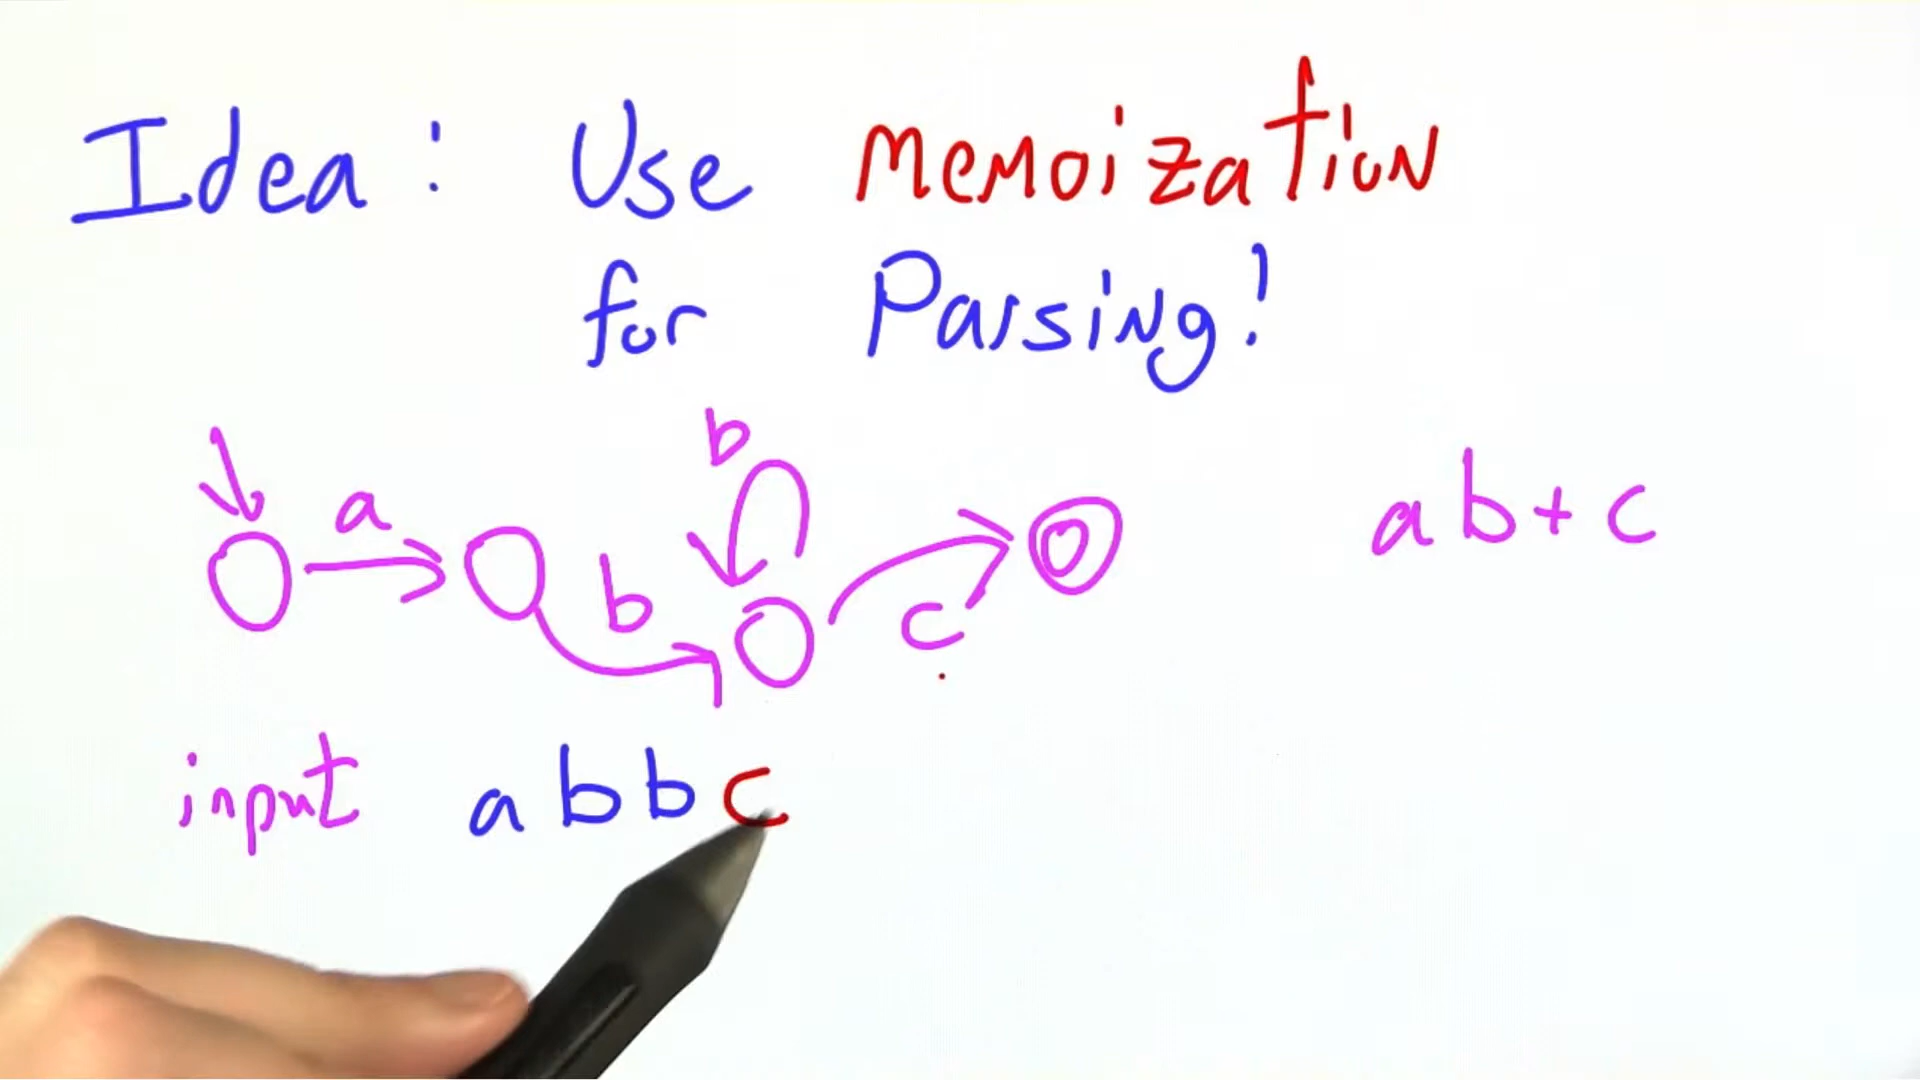 Idea: Use Memoization
for Parsing!
b
a
b
c
ab+c
input abbc